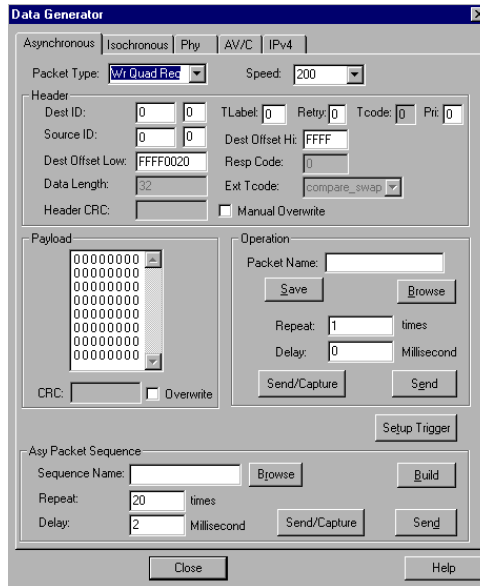 Data Generator
Asynchronous Isochronous Phy AV/C IPv4
Packet Type: Wr Quad Req Speed: 200
Header
Dest ID: 0 0 TLabel: 0 Retry: 0 Tcode: 0 Pri: 0
Source ID: 0 0 Dest Offset Hi: FFFF
Dest Offset Low: FFFF0020 Resp Code: 0
Data Length: 32 Ext Tcode: compare_swap
Header CRC: Manual Overwrite
Payload
00000000
00000000
00000000
00000000
00000000
00000000
00000000
00000000
CRC: Overwrite
Operation
Packet Name:
Save Browse
Repeat: 1 times
Delay: 0 Millisecond
Send/Capture Send
Setup Trigger
Asy Packet Sequence
Sequence Name: Browse Build
Repeat: 20 times
Delay: 2 Millisecond Send/Capture Send
Close Help